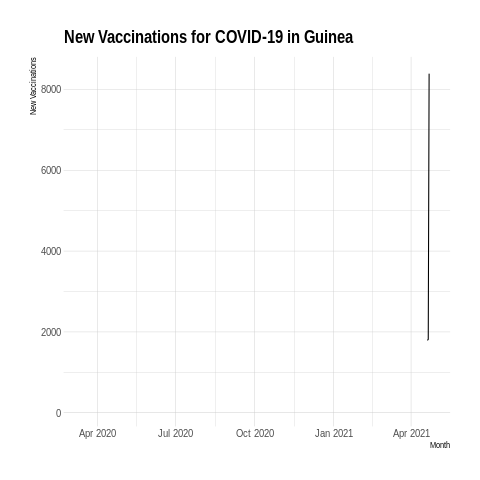 New Vaccinations for COVID-19 in Guinea
New Vaccinations
8000
6000
4000
2000
0
Apr 2020 Jul 2020 Oct 2020 Jan 2021 Apr 2021
Month